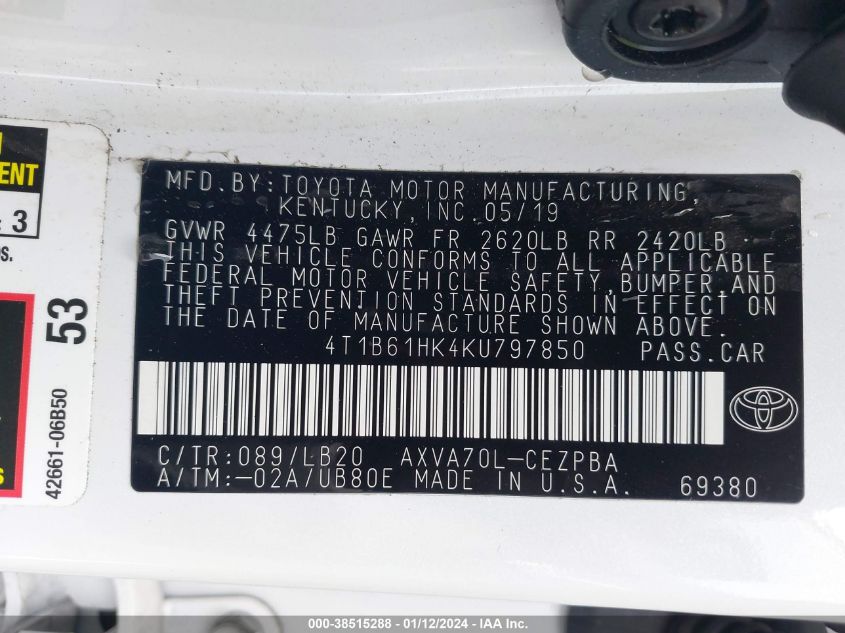 MENT
: 3
OS.
53
42661-06B50
MFD.BY:TOYOTA MOTOR MANUFACTURING,
KENTUCKY,INC.05/19
GVWR 4475LB GAWR FR 2620LB RR 2420LB
THIS VEHICLE CONFORMS TO ALL APPLICABLE
FEDERAL MOTOR VEHICLE SAFETY,BUMPER,AND
THEFT PREVENTION STANDARDS IN EFFECT ON
THE DATE OF MANUFACTURE SHOWN ABOVE.
4T1B61HK4KU797850 PASS.CAR
C/TR:089/LB20 AXVA70L-CEZPBA
A/TM:-02A/UB80E MADE IN U.S.A. 69380
000-38515288 - 01/12/2024 - IAA Inc.